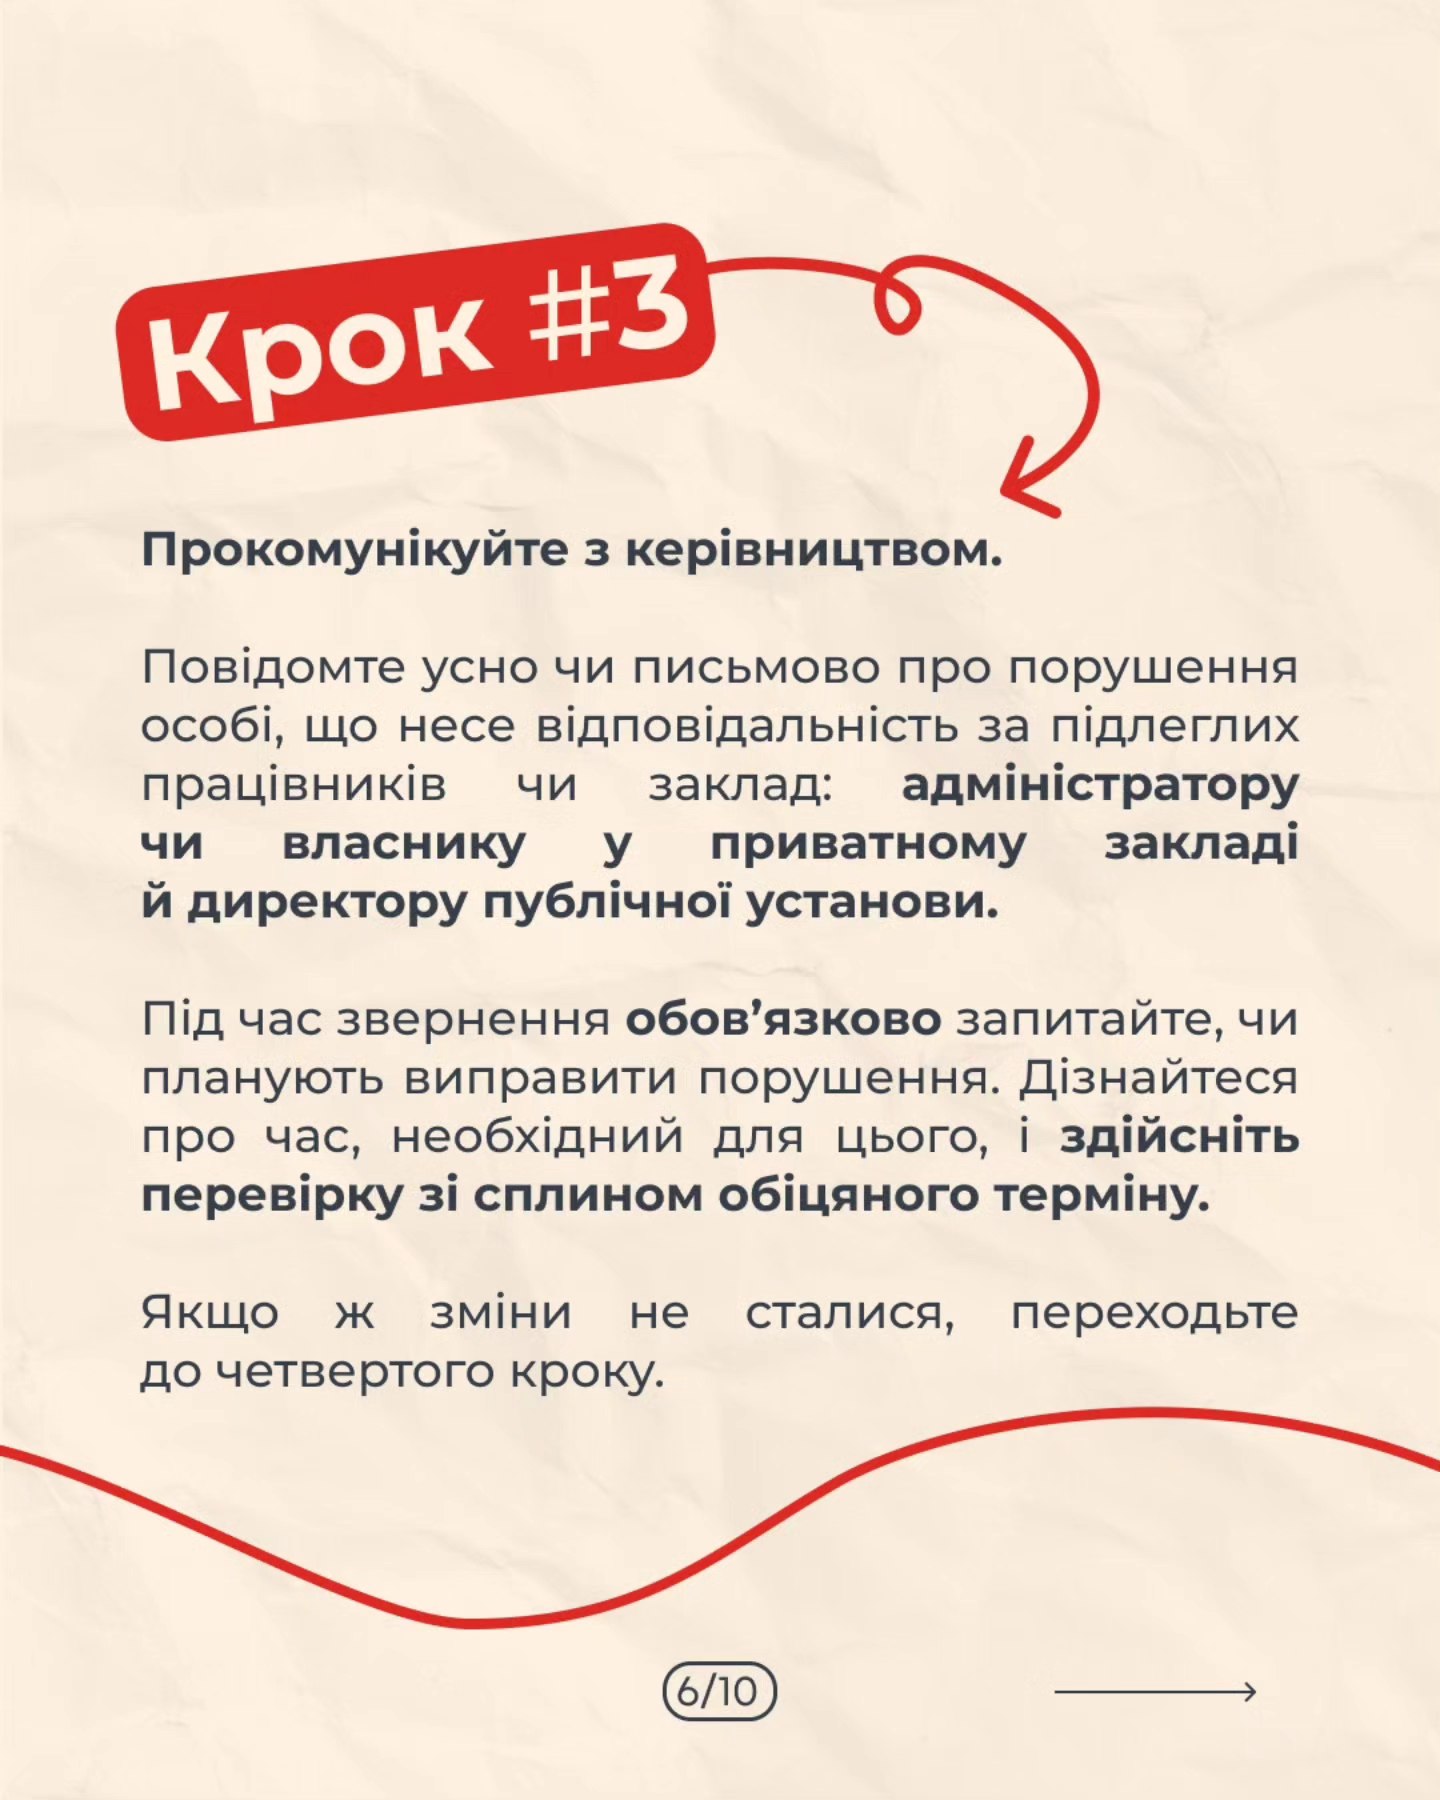 Крок #3
Прокомунікуйте з керівництвом.
Повідомте усно чи письмово про порушення
особі, що несе відповідальність за підлеглих
працівників чи заклад: адміністратору
чи власнику у приватному закладі
й директору публічної установи.
Під час звернення обов’язково запитайте, чи
планують виправити порушення. Дізнайтеся
про час, необхідний для цього, і здійсніть
перевірку зі сплином обіцяного терміну.
Якщо ж зміни не сталися, переходьте
до четвертого кроку.
6/10